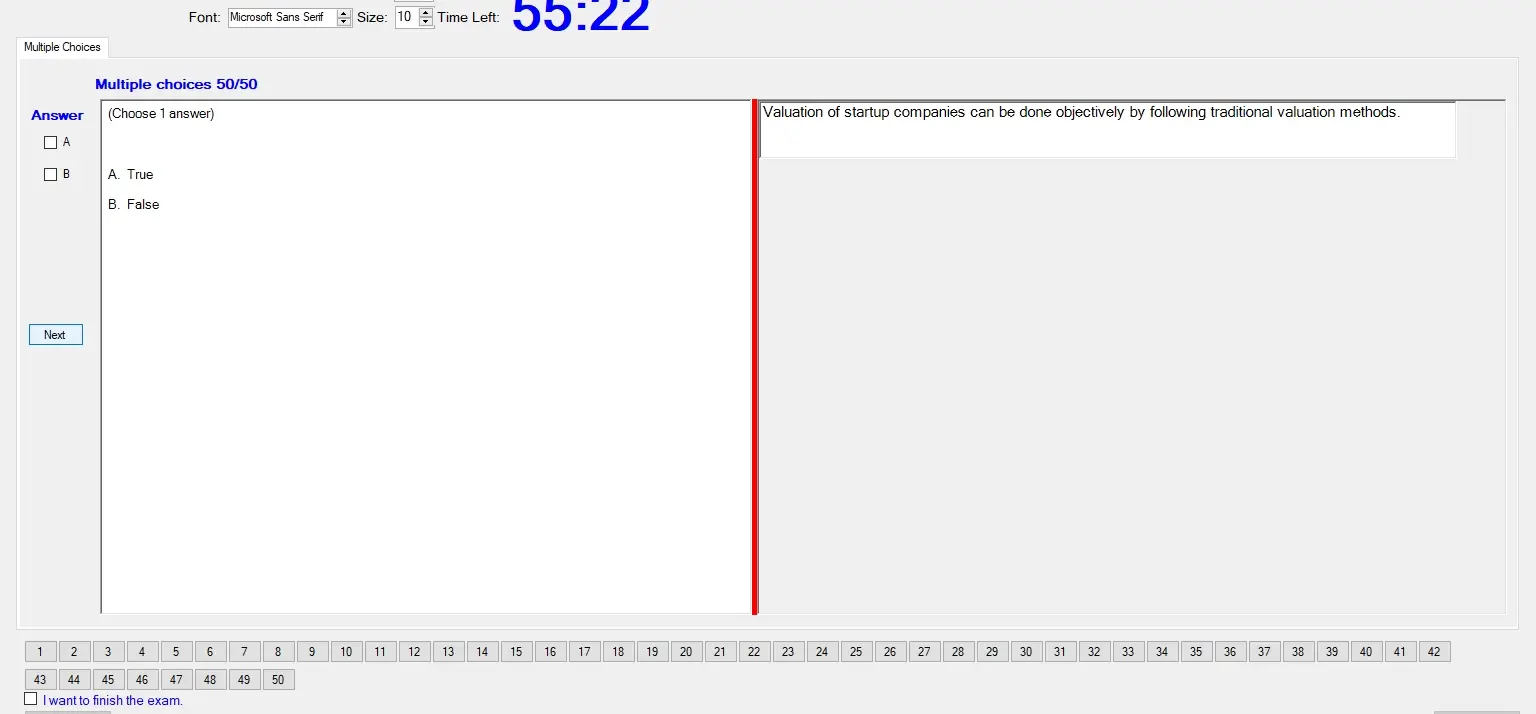 Font: Microsoft Sans Serif Size: 10 Time Left: 55:22
Multiple Choices
Multiple choices 50/50
Answer
A
B
Next
(Choose 1 answer)
A. True
B. False
Valuation of startup companies can be done objectively by following traditional valuation methods.
1 2 3 4 5 6 7 8 9 10 11 12 13 14 15 16 17 18 19 20 21 22 23 24 25 26 27 28 29 30 31 32 33 34 35 36 37 38 39 40 41 42
43 44 45 46 47 48 49 50
I want to finish the exam.